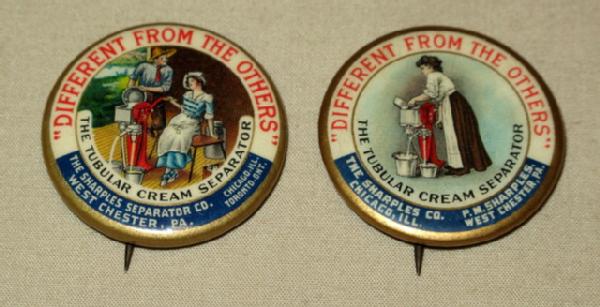 "DIFFERENT FROM THE OTHERS"
THE TUBULAR CREAM SEPARATOR
THE SHARPLES SEPARATOR CO.
WEST CHESTER, PA.
CHICAGO, ILL.
TORONTO, ONT.
"DIFFERENT FROM THE OTHERS"
THE TUBULAR CREAM SEPARATOR
THE SHARPLES CO.
CHICAGO, ILL.
P.M. SHARPLES,
WEST CHESTER, PA.